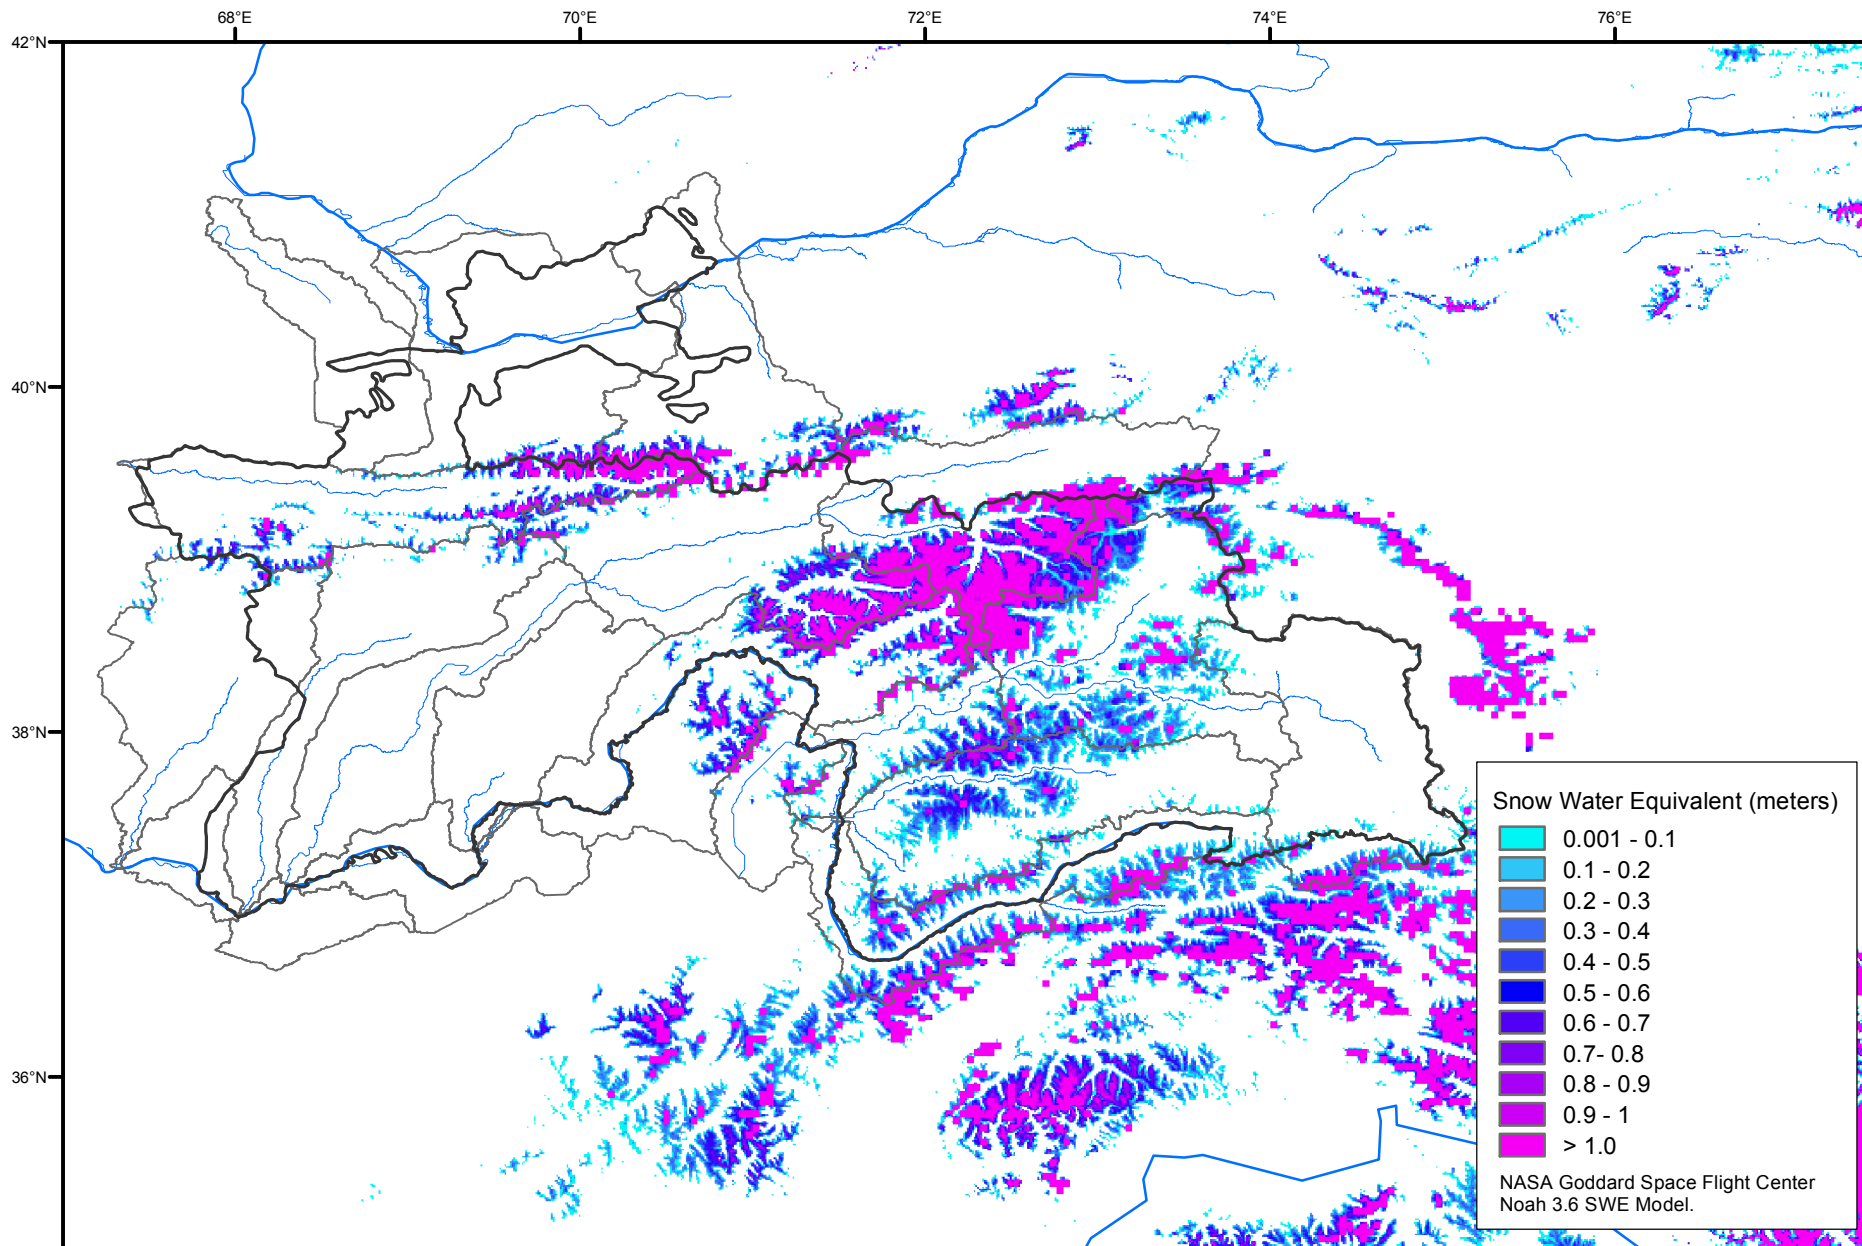 68°E
70°E
72°E
74°E
76°E
42°N
40°N
38°N
36°N
Snow Water Equivalent (meters)
0.001 - 0.1
0.1 - 0.2
0.2 - 0.3
0.3 - 0.4
0.4 - 0.5
0.5 - 0.6
0.6 - 0.7
0.7- 0.8
0.8 - 0.9
0.9 - 1
> 1.0
NASA Goddard Space Flight Center
Noah 3.6 SWE Model.